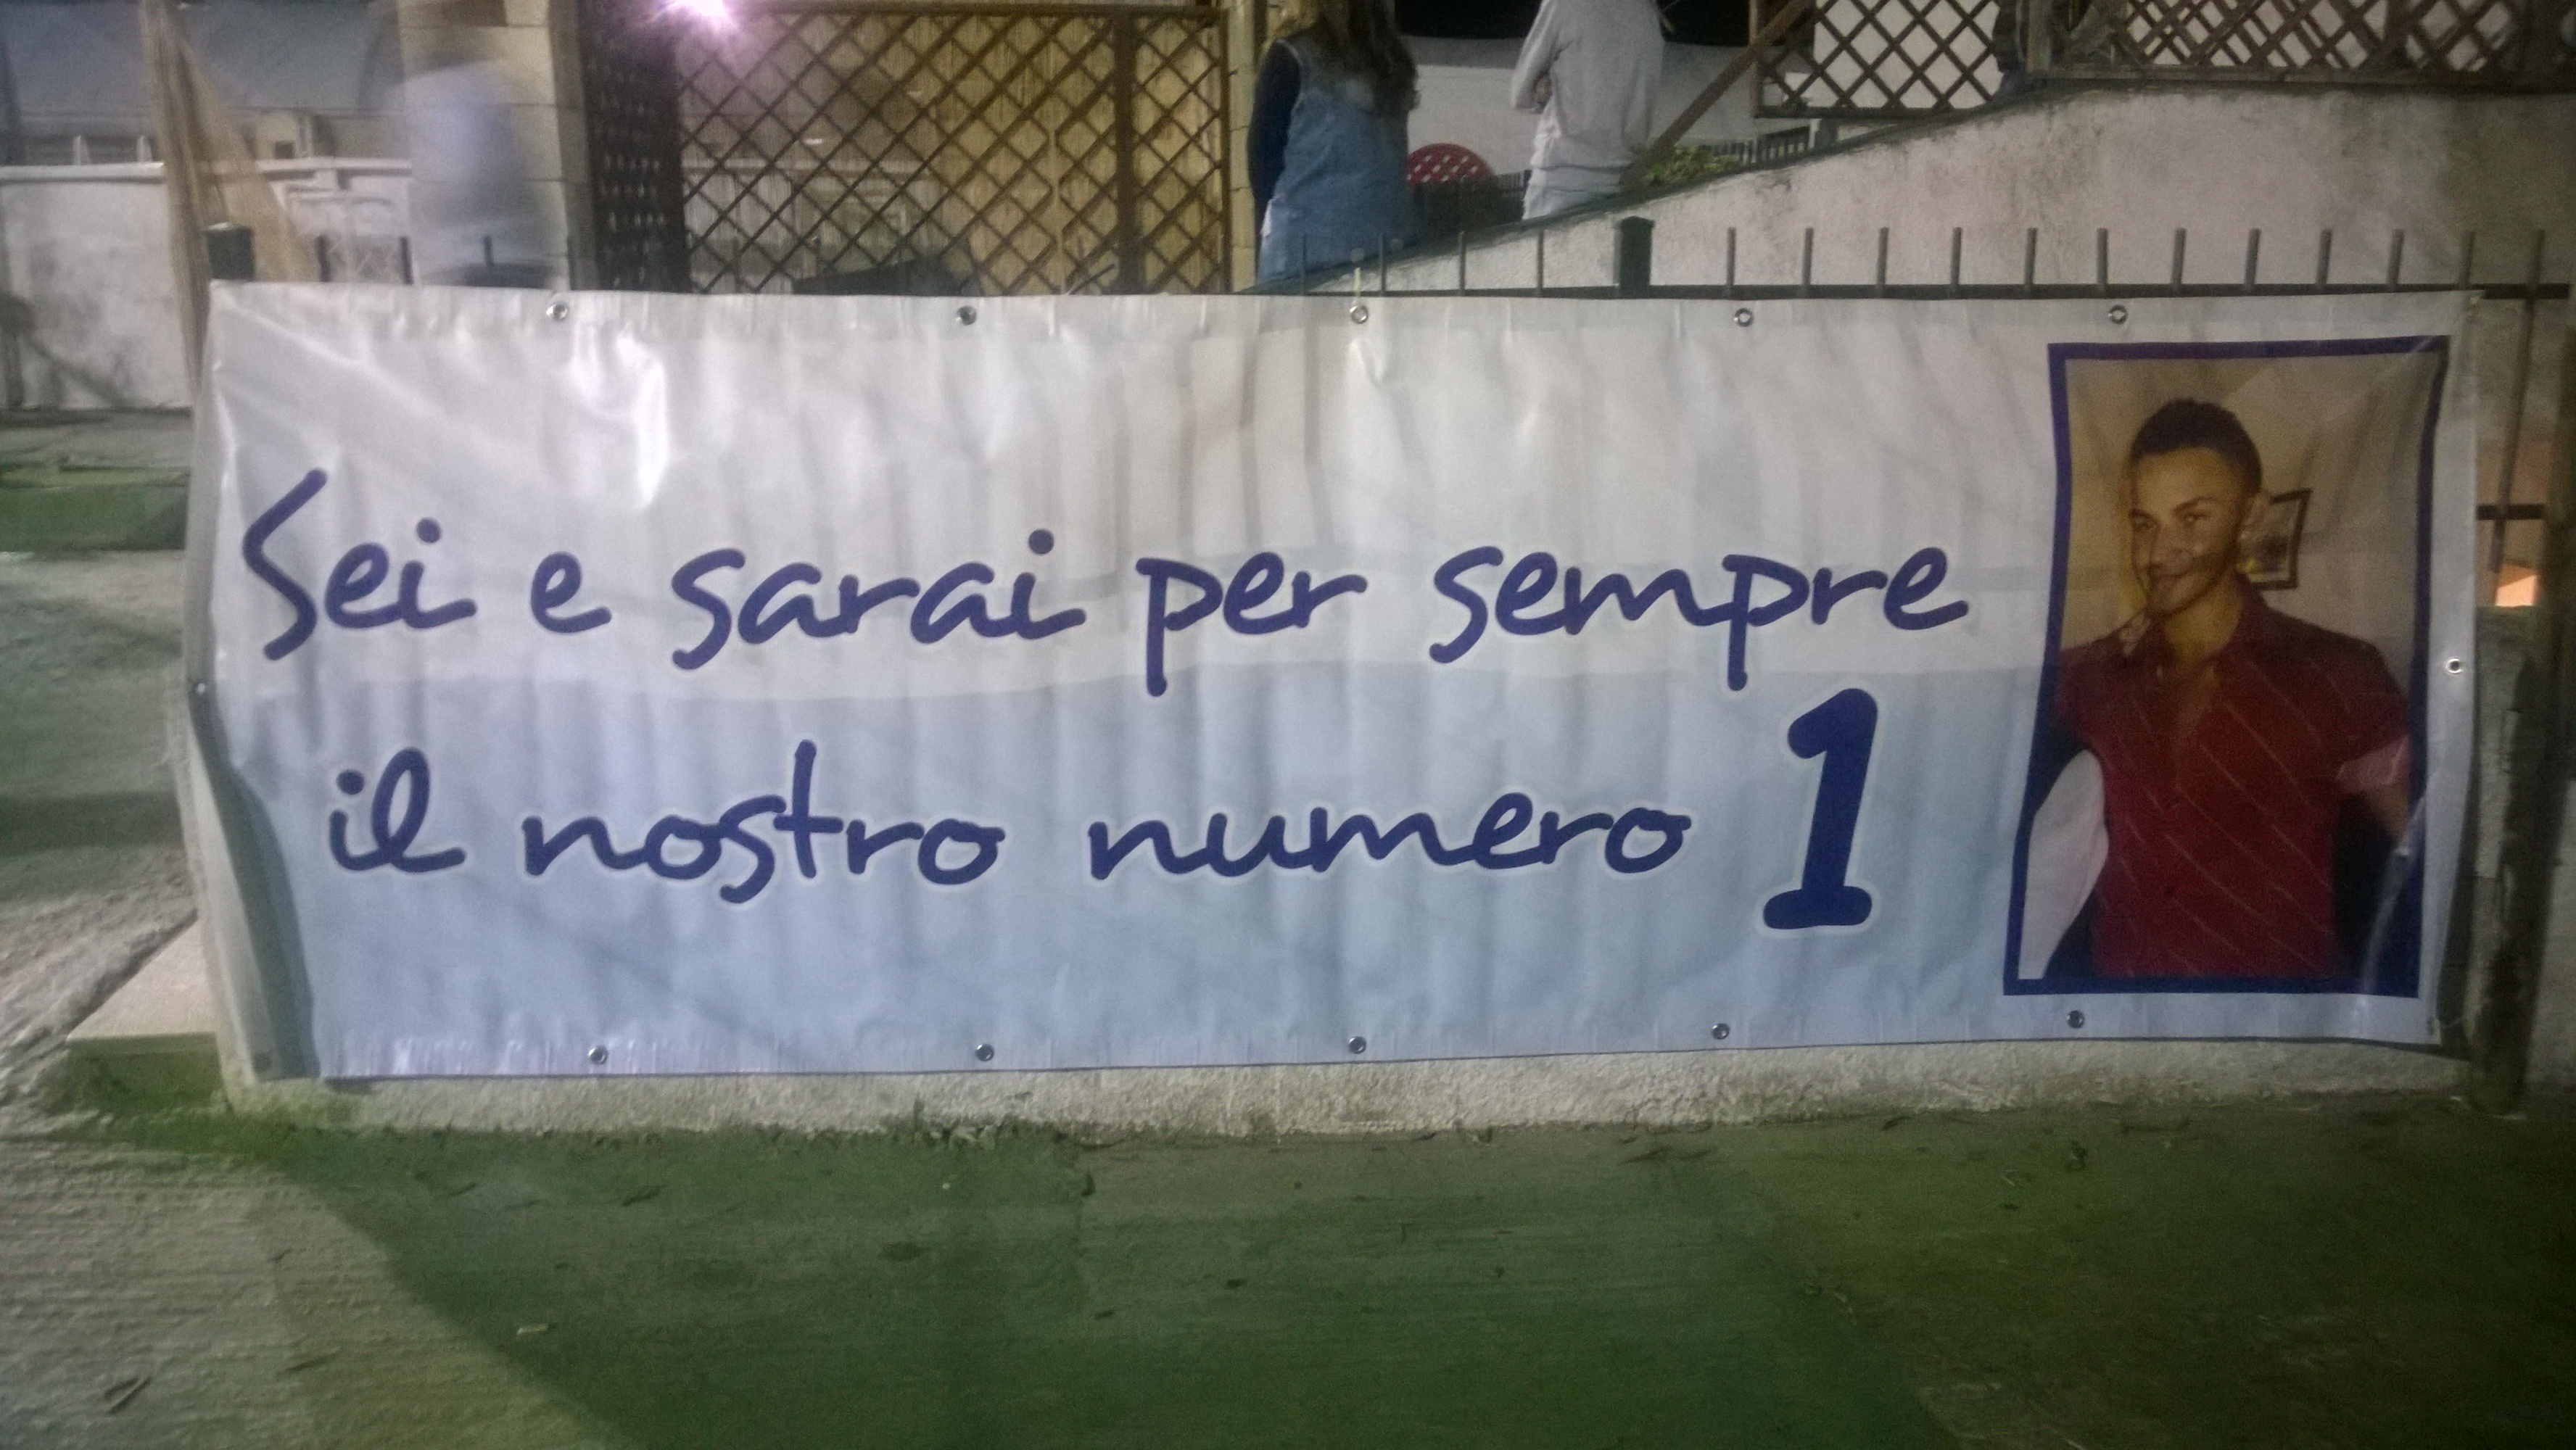 Sei e sarai per sempre
il nostro numero 1